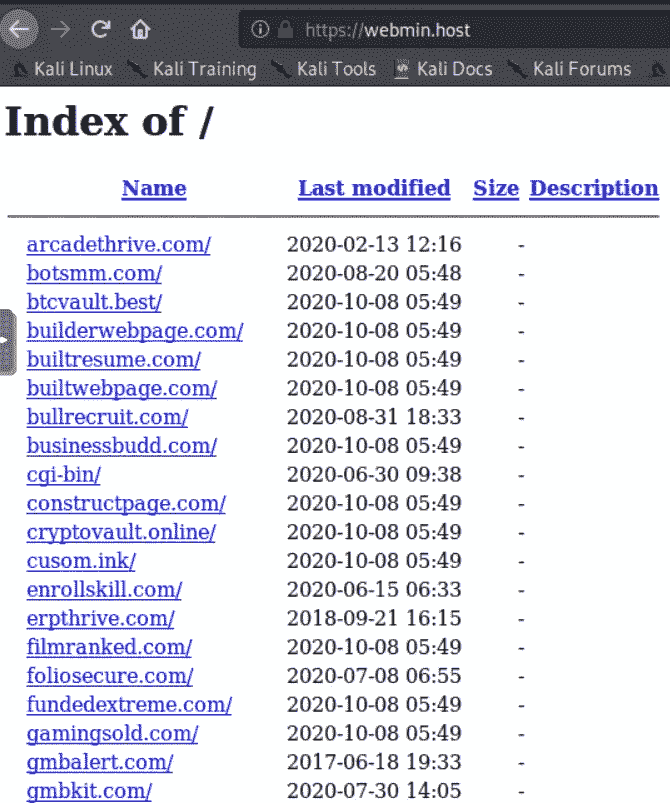 https://webmin.host
Kali Linux Kali Training Kali Tools Kali Docs Kali Forums
Index of /
Name Last modified Size Description
arcadethrive.com/ 2020-02-13 12:16 -
botsmm.com/ 2020-08-20 05:48 -
btcvault.best/ 2020-10-08 05:49 -
builderwebpage.com/ 2020-10-08 05:49 -
builtresume.com/ 2020-10-08 05:49 -
builtwebpage.com/ 2020-10-08 05:49 -
bullrecruit.com/ 2020-08-31 18:33 -
businessbudd.com/ 2020-10-08 05:49 -
cgi-bin/ 2020-06-30 09:38 -
constructpage.com/ 2020-10-08 05:49 -
cryptovault.online/ 2020-10-08 05:49 -
cusom.ink/ 2020-10-08 05:49 -
enrollskill.com/ 2020-06-15 06:33 -
erpthrive.com/ 2018-09-21 16:15 -
filmranked.com/ 2020-10-08 05:49 -
foliosecure.com/ 2020-07-08 06:55 -
fundedextreme.com/ 2020-10-08 05:49 -
gamingsold.com/ 2020-10-08 05:49 -
gmbalert.com/ 2017-06-18 19:33 -
gmbkit.com/ 2020-07-30 14:05 -